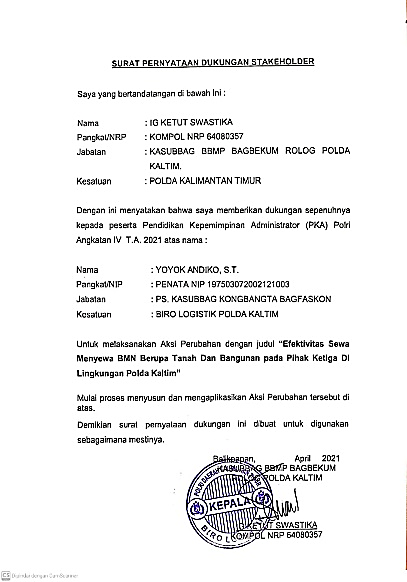 SURAT PERNYATAAN DUKUNGAN STAKEHOLDER
Saya yang bertandatangan di bawah ini :
Nama : IG KETUT SWASTIKA
Pangkat/NRP : KOMPOL NRP 64080357
Jabatan : KASUBBAG BBMP BAGBEKUM ROLOG POLDA
KALTIM.
Kesatuan : POLDA KALIMANTAN TIMUR
Dengan ini menyatakan bahwa saya memberikan dukungan sepenuhnya
kepada peserta Pendidikan Kepemimpinan Administrator (PKA) Polri
Angkatan IV T.A. 2021 atas nama :
Nama : YOYOK ANDIKO, S.T.
Pangkat/NIP : PENATA NIP 197503072002121003
Jabatan : PS. KASUBBAG KONGBANGTA BAGFASKON
Kesatuan : BIRO LOGISTIK POLDA KALTIM
Untuk melaksanakan Aksi Perubahan dengan judul “Efektivitas Sewa
Menyewa BMN Berupa Tanah Dan Bangunan pada Pihak Ketiga Di
Lingkungan Polda Kaltim”
Mulai proses menyusun dan mengaplikasikan Aksi Perubahan tersebut di
atas.
Demikian surat pernyataan dukungan ini dibuat untuk digunakan
sebagaimana mestinya.
Balikpapan, April 2021
KASUBBAG BBMP BAGBEKUM
ROLOG POLDA KALTIM
KEPALA
KETUT SWASTIKA
KOMPOL NRP 64080357
CS Dipindai dengan CamScanner